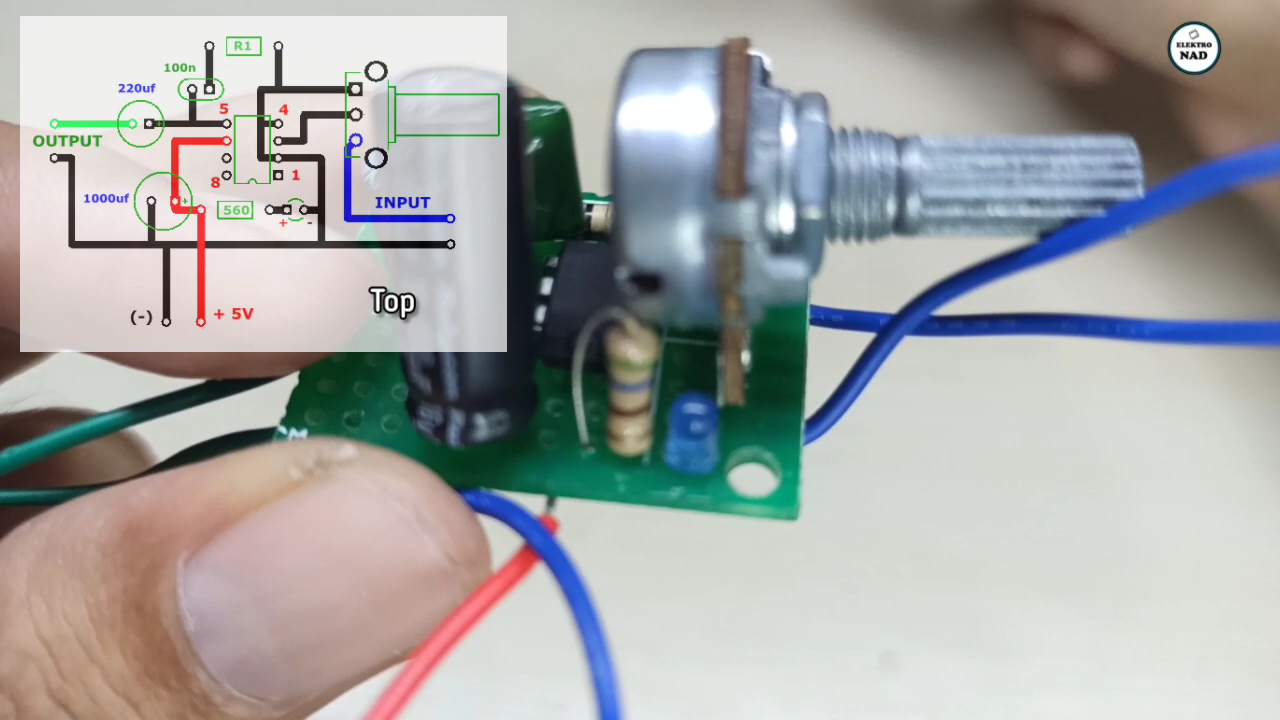 R1
100n
220uf
5
4
OUTPUT
8
1
1000uf
+
560
INPUT
+
-
(-)
+ 5V
Top
ELEKTRO
NAD